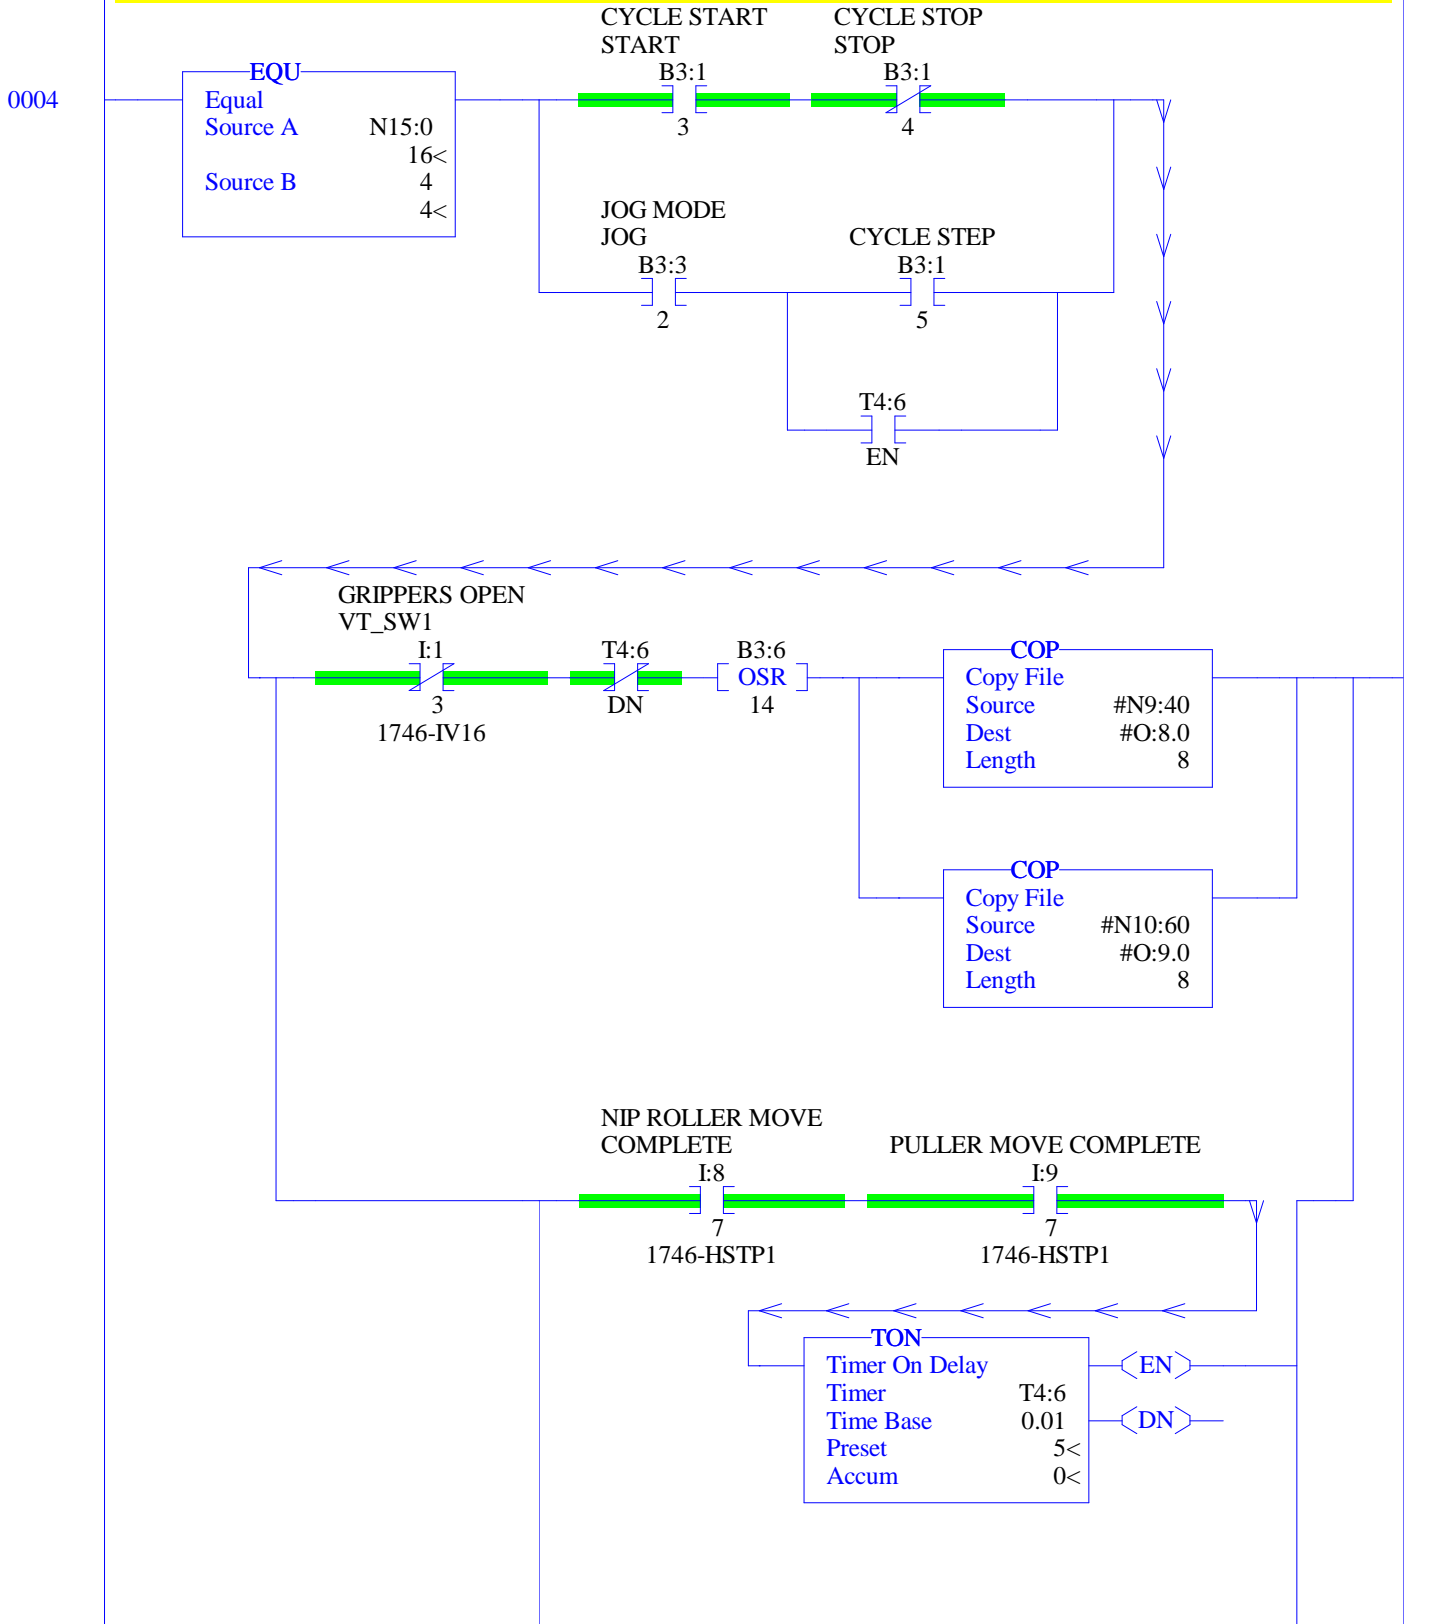 CYCLE START
START
B3:1
3
CYCLE STOP
STOP
B3:1
4
0004
EQU
Equal
Source A N15:0
16<
Source B 4
4<
JOG MODE
JOG
B3:3
2
CYCLE STEP
B3:1
5
T4:6
EN
GRIPPERS OPEN
VT_SW1
I:1
3
1746-IV16
T4:6
DN
B3:6
OSR
14
COP
Copy File
Source #N9:40
Dest #O:8.0
Length 8
COP
Copy File
Source #N10:60
Dest #O:9.0
Length 8
NIP ROLLER MOVE
COMPLETE
I:8
7
1746-HSTP1
PULLER MOVE COMPLETE
I:9
7
1746-HSTP1
TON
Timer On Delay
Timer T4:6
Time Base 0.01
Preset 5<
Accum 0<
EN
DN